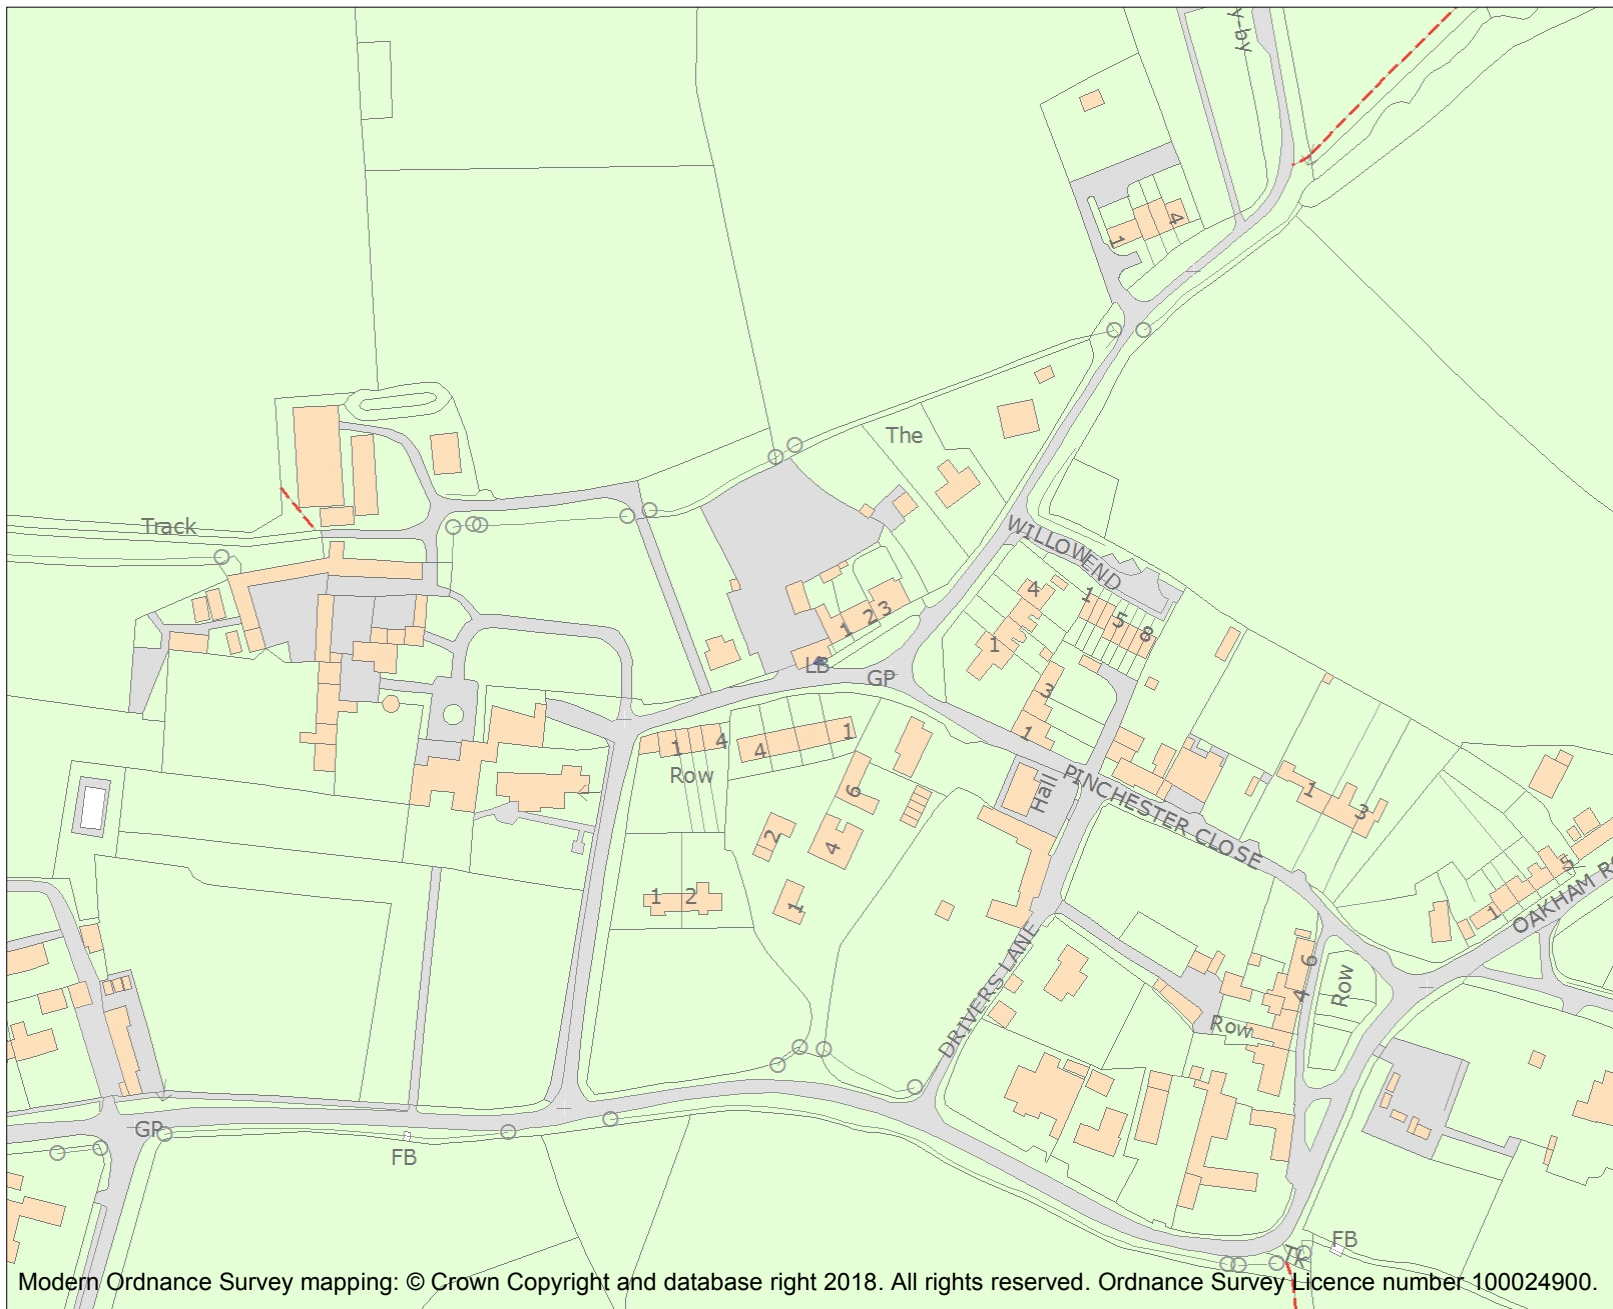 y-by
4
1
The
Track
WILLOW END
4
1
5
8
1 2 3
1
LB
GP
3
1
1 4
4 1
Row
PINCHESTER CLOSE
Hall
6
1
3
2
4
5
1 2
1
1
OAKHAM R
DRIVERS LANE
6
4
Row
Row
GP
FB
FB
TK
Modern Ordnance Survey mapping: © Crown Copyright and database right 2018. All rights reserved. Ordnance Survey Licence number 100024900.